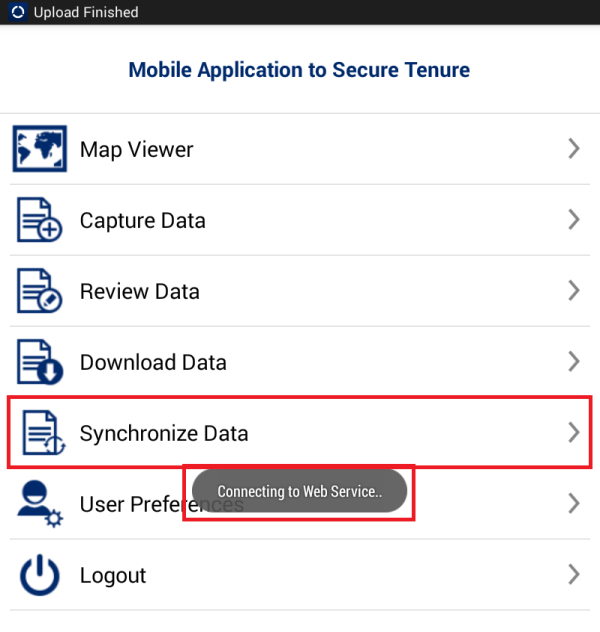 Upload Finished
Mobile Application to Secure Tenure
Map Viewer
Capture Data
Review Data
Download Data
Synchronize Data
Connecting to Web Service..
User Preferences
Logout